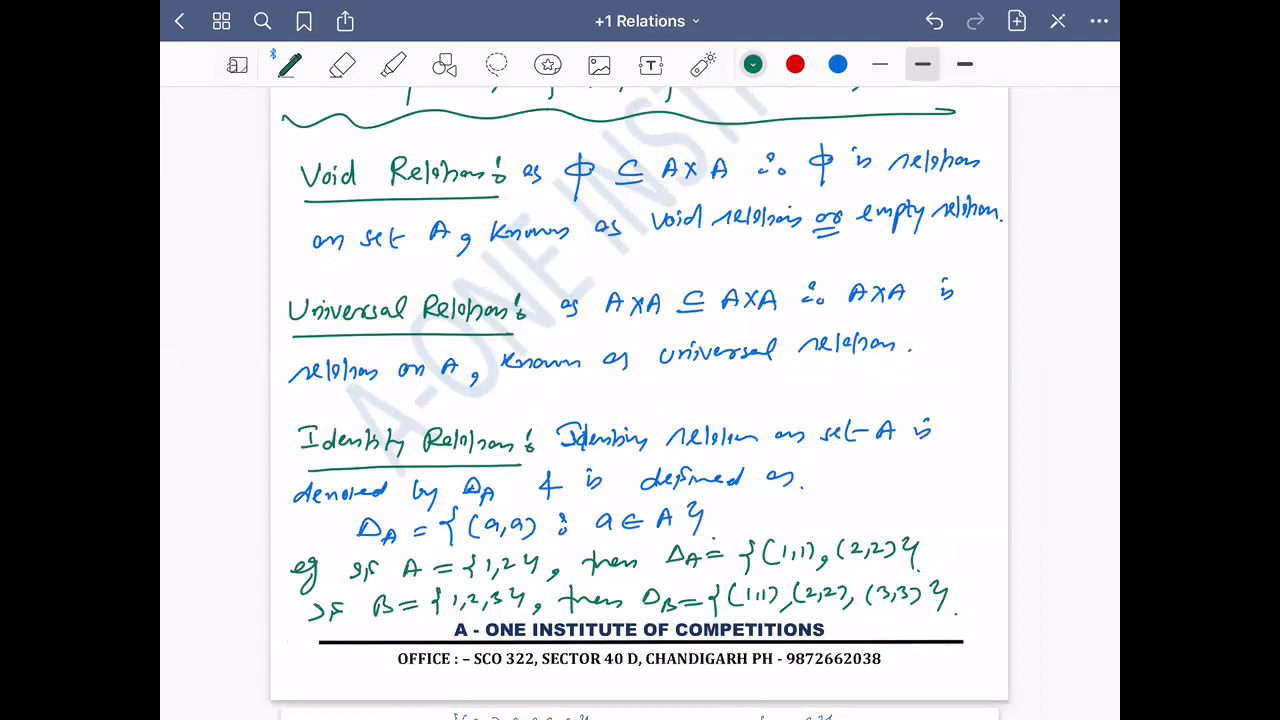 +1 Relations
Void Relation: as φ ⊆ A×A ∴ φ is relation
on set A, known as void relation or empty relation.
Universal Relation: as A×A ⊆ A×A ∴ A×A is
relation on A, known as universal relation.
Identity Relation: Identity relation on set A is
denoted by Δ_A & is defined as.
Δ_A = {(a,a) : a ∈ A}
eg If A = {1,2}, then Δ_A = {(1,1), (2,2)}
If B = {1,2,3}, then Δ_B = {(1,1), (2,2), (3,3)}.
A - ONE INSTITUTE OF COMPETITIONS
OFFICE : – SCO 322, SECTOR 40 D, CHANDIGARH PH - 9872662038
A-ONE INSTI